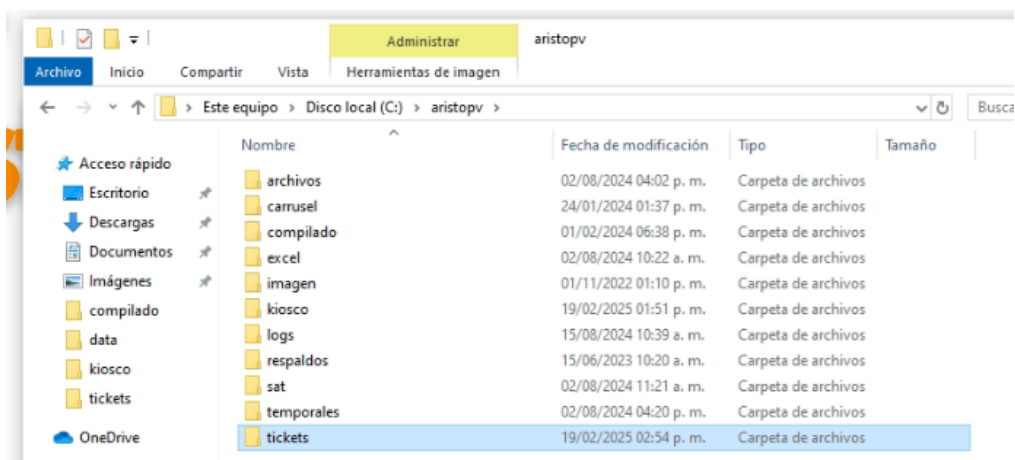 Administrar aristopv
Archivo Inicio Compartir Vista Herramientas de imagen
Este equipo > Disco local (C:) > aristopv > Busca
Nombre Fecha de modificación Tipo Tamaño
Acceso rápido
Escritorio
Descargas
Documentos
Imágenes
compilado
data
kiosco
tickets
OneDrive
archivos 02/08/2024 04:02 p. m. Carpeta de archivos
carrusel 24/01/2024 01:37 p. m. Carpeta de archivos
compilado 01/02/2024 06:38 p. m. Carpeta de archivos
excel 02/08/2024 10:22 a. m. Carpeta de archivos
imagen 01/11/2022 01:10 p. m. Carpeta de archivos
kiosco 19/02/2025 01:51 p. m. Carpeta de archivos
logs 15/08/2024 10:39 a. m. Carpeta de archivos
respaldos 15/06/2023 10:20 a. m. Carpeta de archivos
sat 02/08/2024 11:21 a. m. Carpeta de archivos
temporales 02/08/2024 04:20 p. m. Carpeta de archivos
tickets 19/02/2025 02:54 p. m. Carpeta de archivos